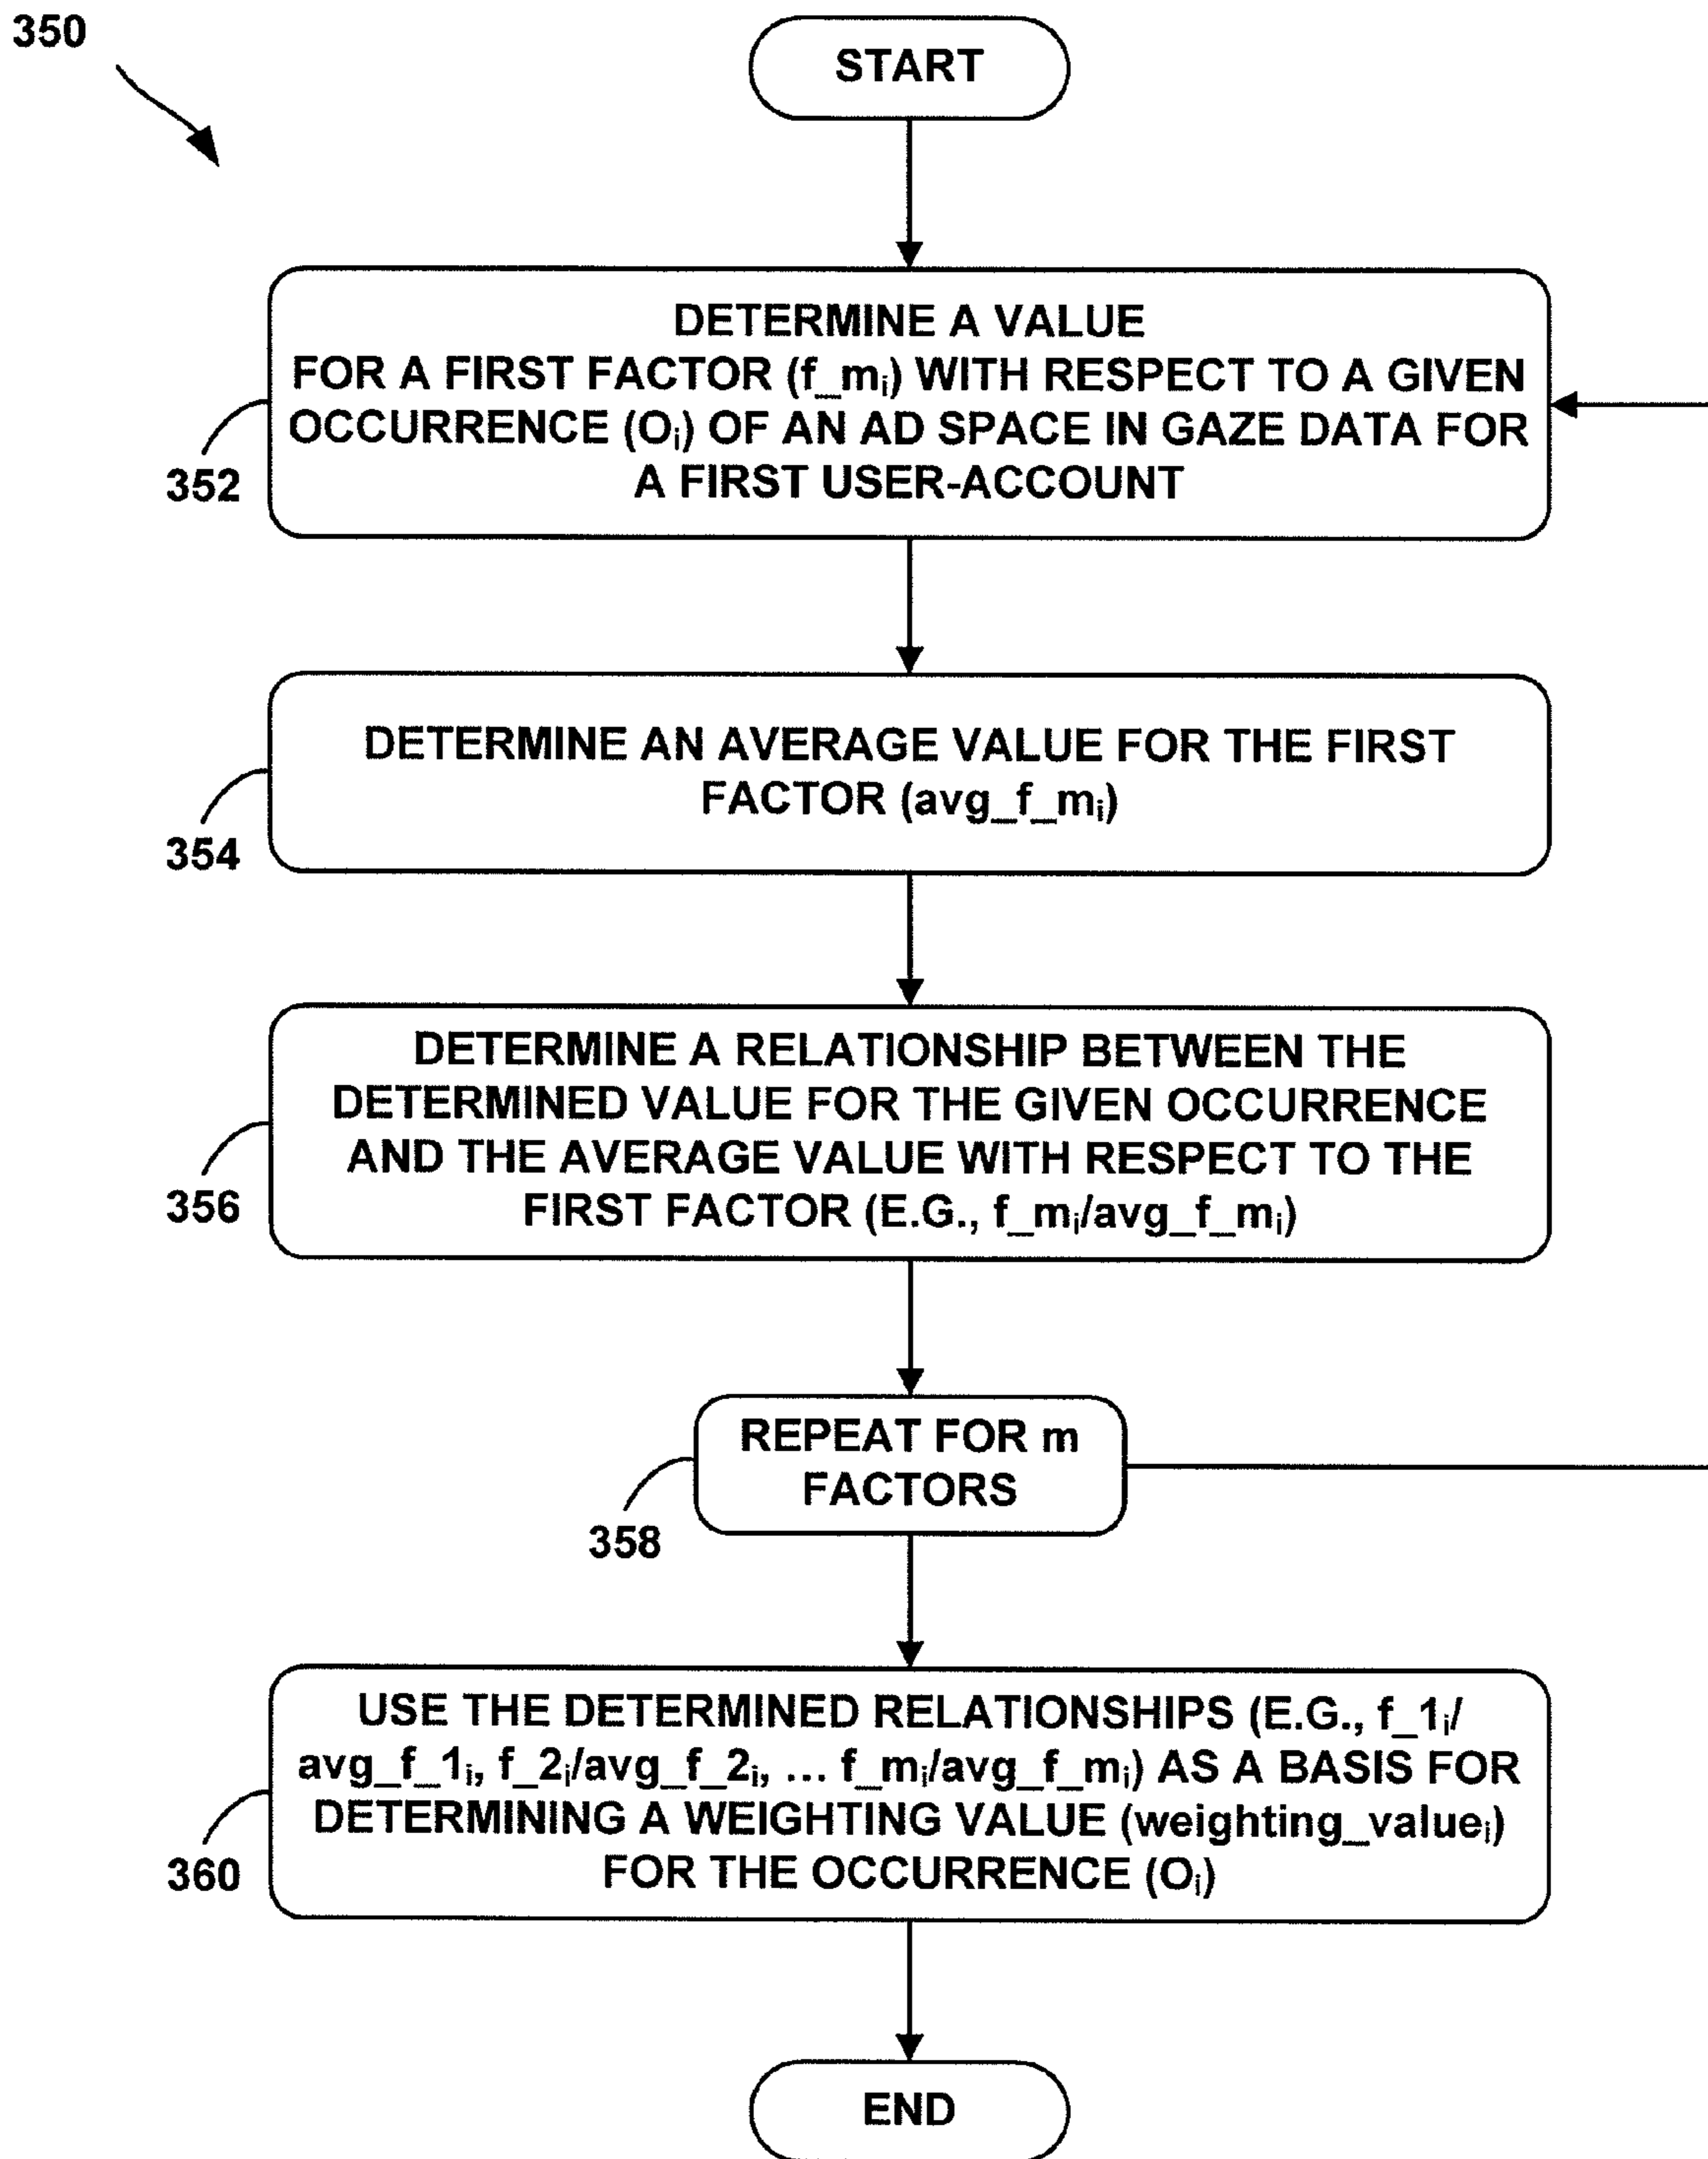 350
START
DETERMINE A VALUE
FOR A FIRST FACTOR (f_mᵢ) WITH RESPECT TO A GIVEN
OCCURRENCE (Oᵢ) OF AN AD SPACE IN GAZE DATA FOR
A FIRST USER-ACCOUNT
352
DETERMINE AN AVERAGE VALUE FOR THE FIRST
FACTOR (avg_f_mᵢ)
354
DETERMINE A RELATIONSHIP BETWEEN THE
DETERMINED VALUE FOR THE GIVEN OCCURRENCE
AND THE AVERAGE VALUE WITH RESPECT TO THE
FIRST FACTOR (E.G., f_mᵢ/avg_f_mᵢ)
356
REPEAT FOR m
FACTORS
358
USE THE DETERMINED RELATIONSHIPS (E.G., f_1ᵢ/
avg_f_1ᵢ, f_2ᵢ/avg_f_2ᵢ, ... f_mᵢ/avg_f_mᵢ) AS A BASIS FOR
DETERMINING A WEIGHTING VALUE (weighting_valueᵢ)
FOR THE OCCURRENCE (Oᵢ)
360
END